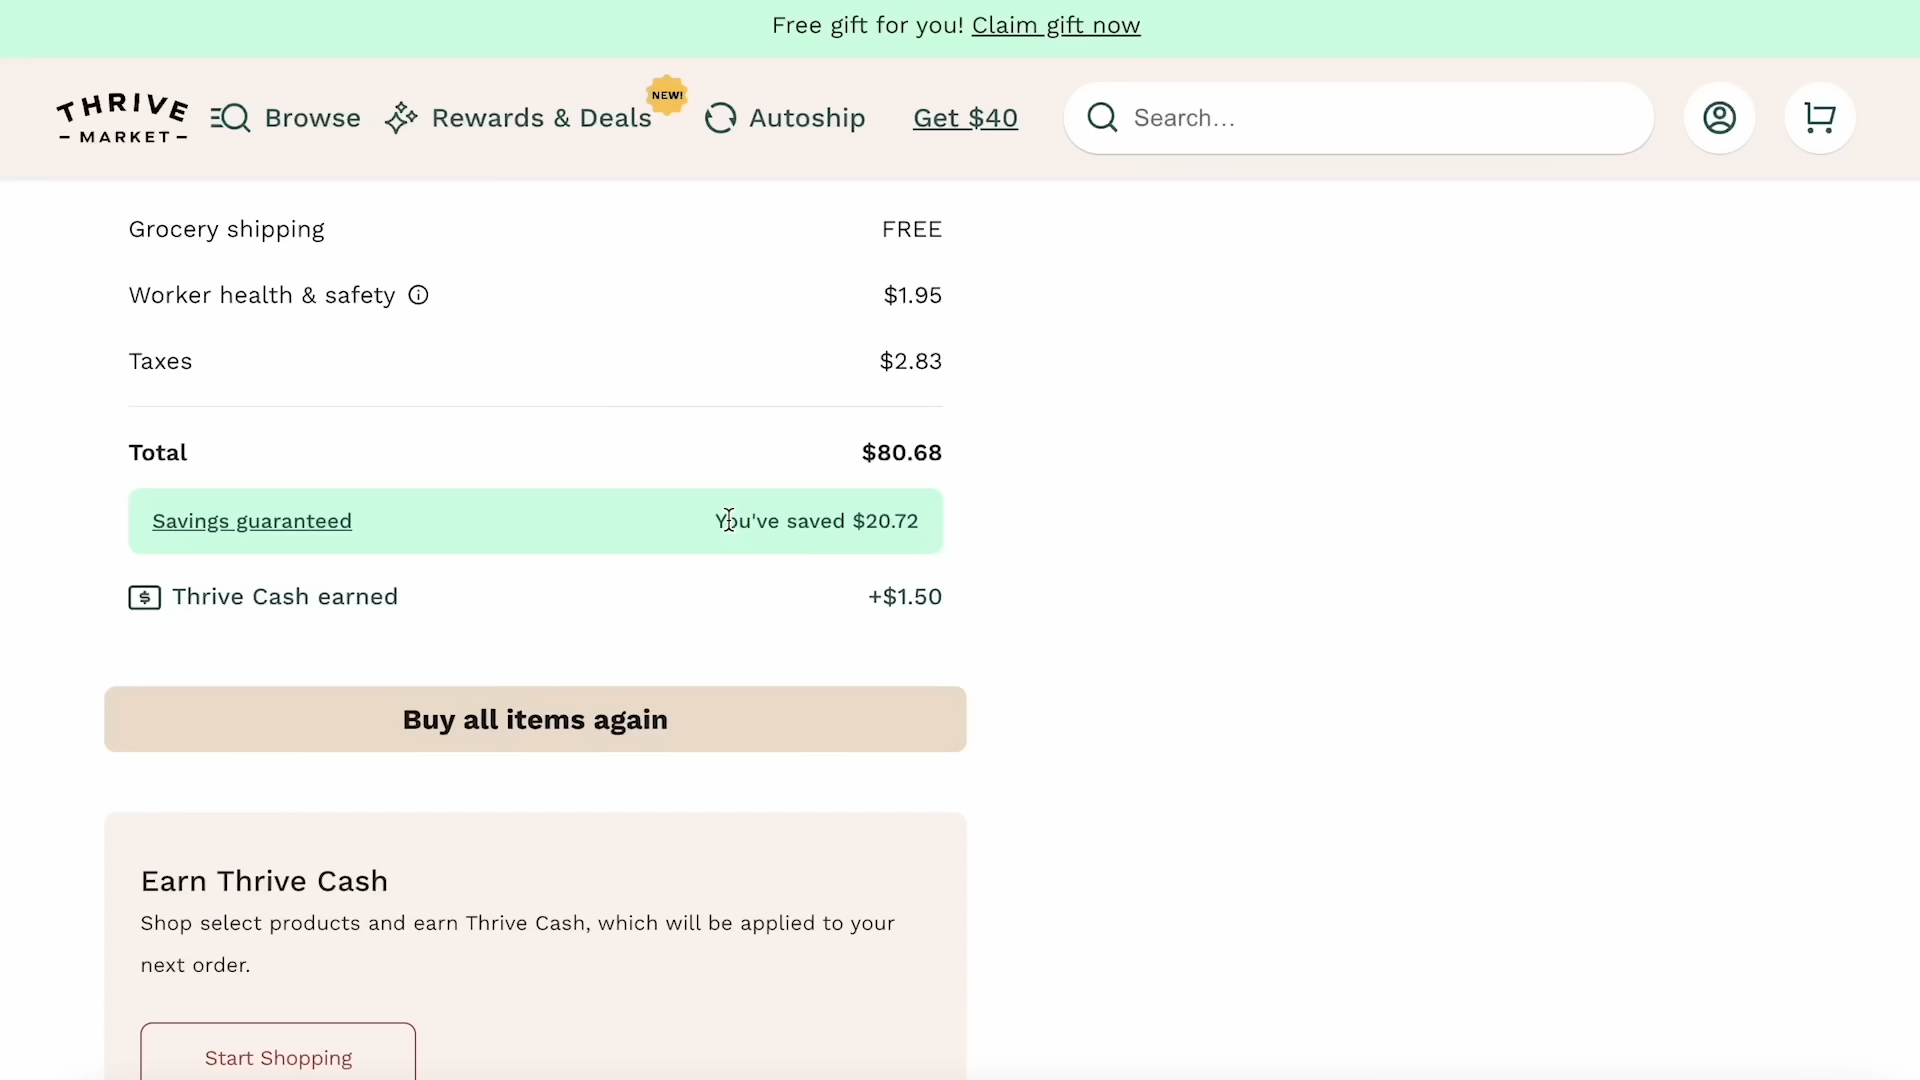 Free gift for you! Claim gift now
THRIVE
MARKET
Browse
Rewards & Deals
NEW!
Autoship
Get $40
Search...
Grocery shipping FREE
Worker health & safety $1.95
Taxes $2.83
Total $80.68
Savings guaranteed You've saved $20.72
$ Thrive Cash earned +$1.50
Buy all items again
Earn Thrive Cash
Shop select products and earn Thrive Cash, which will be applied to your
next order.
Start Shopping